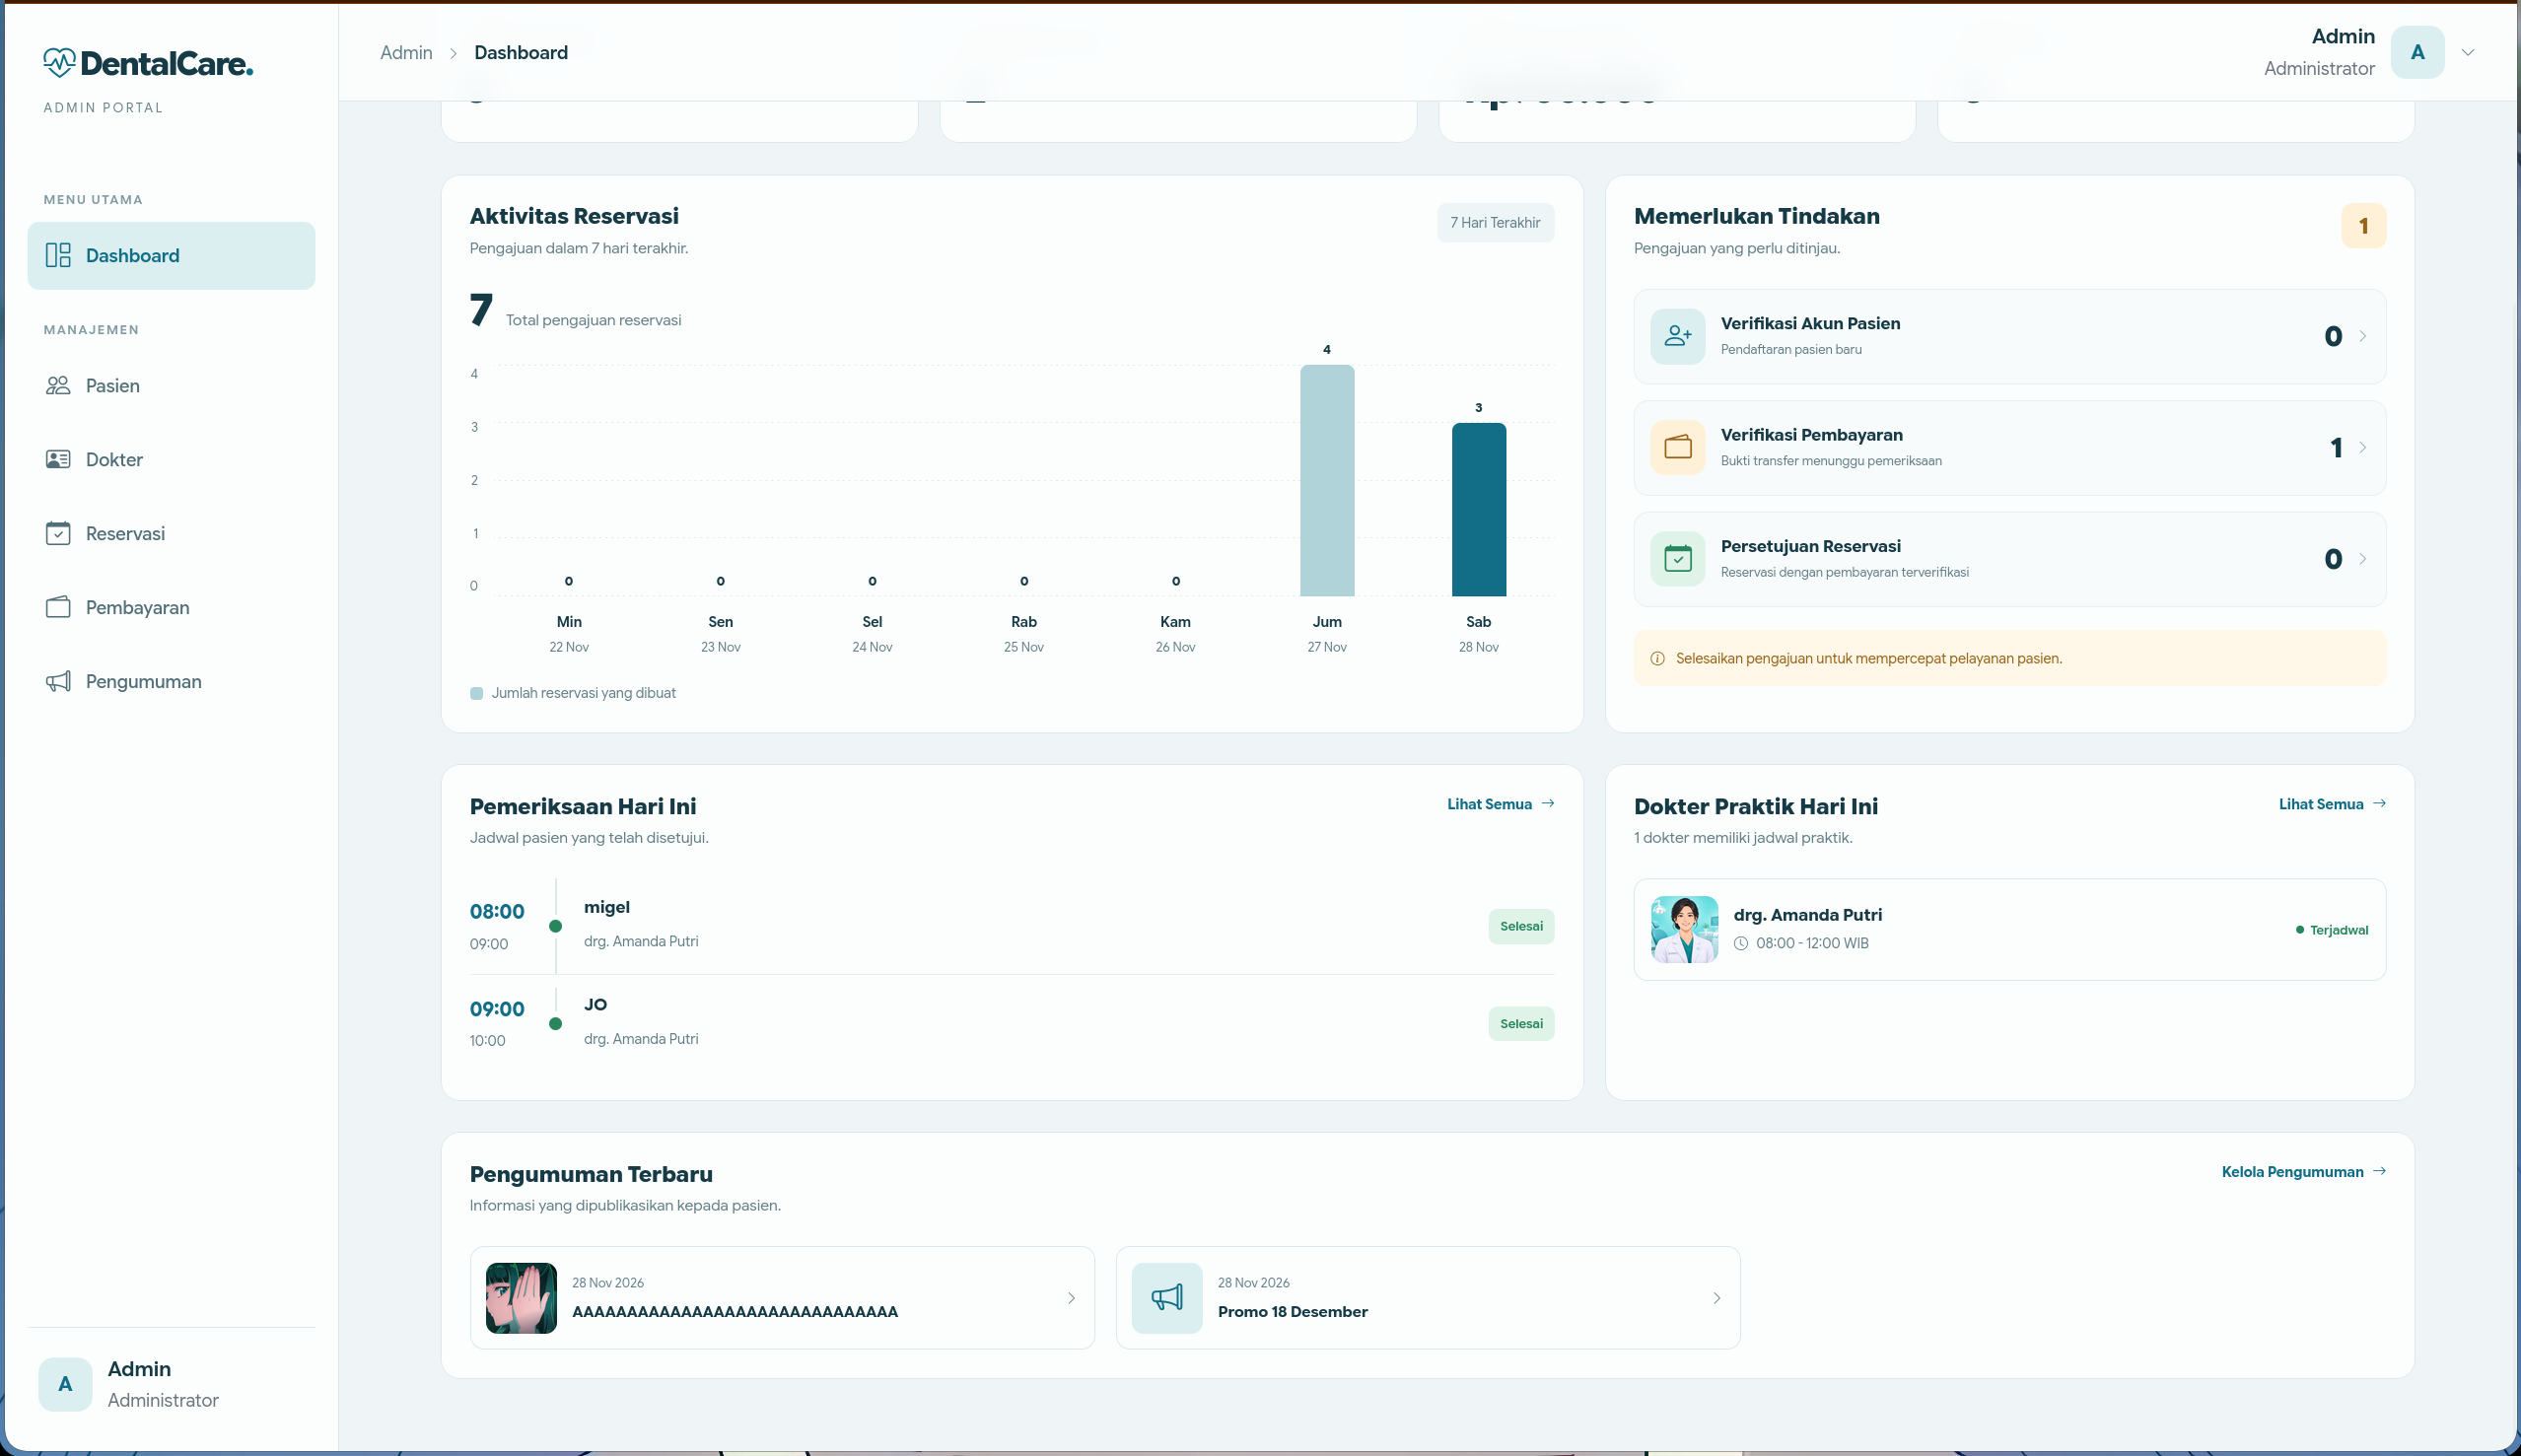 DentalCare.
ADMIN PORTAL
MENU UTAMA
Dashboard
MANAJEMEN
Pasien
Dokter
Reservasi
Pembayaran
Pengumuman
A
Admin
Administrator
Admin > Dashboard
Admin
Administrator
A
Aktivitas Reservasi
Pengajuan dalam 7 hari terakhir.
7 Hari Terakhir
7 Total pengajuan reservasi
4
3
2
1
0
0 0 0 0 0 4 3
Min Sen Sel Rab Kam Jum Sab
22 Nov 23 Nov 24 Nov 25 Nov 26 Nov 27 Nov 28 Nov
Jumlah reservasi yang dibuat
Memerlukan Tindakan
1
Pengajuan yang perlu ditinjau.
Verifikasi Akun Pasien
Pendaftaran pasien baru
0
Verifikasi Pembayaran
Bukti transfer menunggu pemeriksaan
1
Persetujuan Reservasi
Reservasi dengan pembayaran terverifikasi
0
Selesaikan pengajuan untuk mempercepat pelayanan pasien.
Pemeriksaan Hari Ini
Lihat Semua
Jadwal pasien yang telah disetujui.
08:00
09:00
migel
drg. Amanda Putri
Selesai
09:00
10:00
JO
drg. Amanda Putri
Selesai
Dokter Praktik Hari Ini
Lihat Semua
1 dokter memiliki jadwal praktik.
drg. Amanda Putri
08:00 - 12:00 WIB
Terjadwal
Pengumuman Terbaru
Kelola Pengumuman
Informasi yang dipublikasikan kepada pasien.
28 Nov 2026
AAAAAAAAAAAAAAAAAAAAAAAAAAAA
28 Nov 2026
Promo 18 Desember